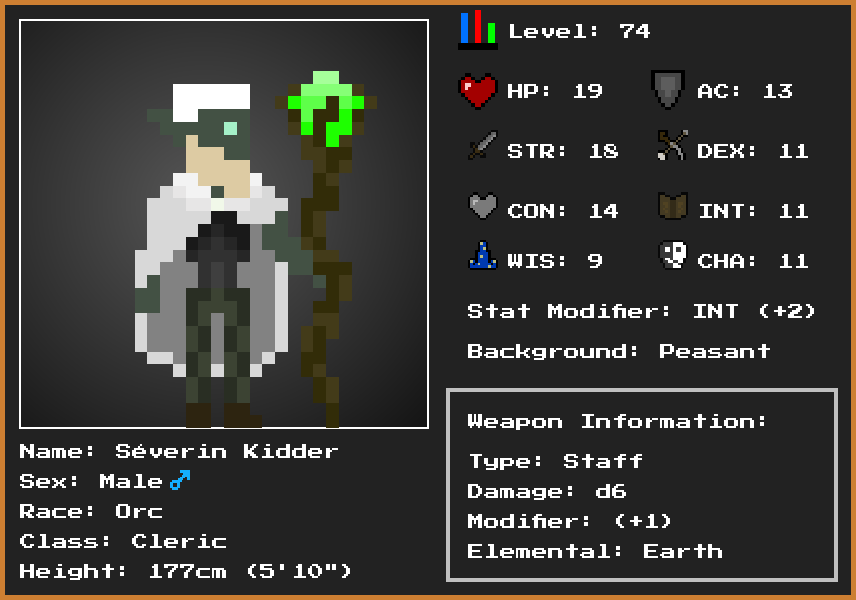 Level: 74
HP: 19
AC: 13
STR: 18
DEX: 11
CON: 14
INT: 11
WIS: 9
CHA: 11
Stat Modifier: INT (+2)
Background: Peasant
Weapon Information:
Type: Staff
Damage: d6
Modifier: (+1)
Elemental: Earth
Name: Séverin Kidder
Sex: Male♂
Race: Orc
Class: Cleric
Height: 177cm (5'10")